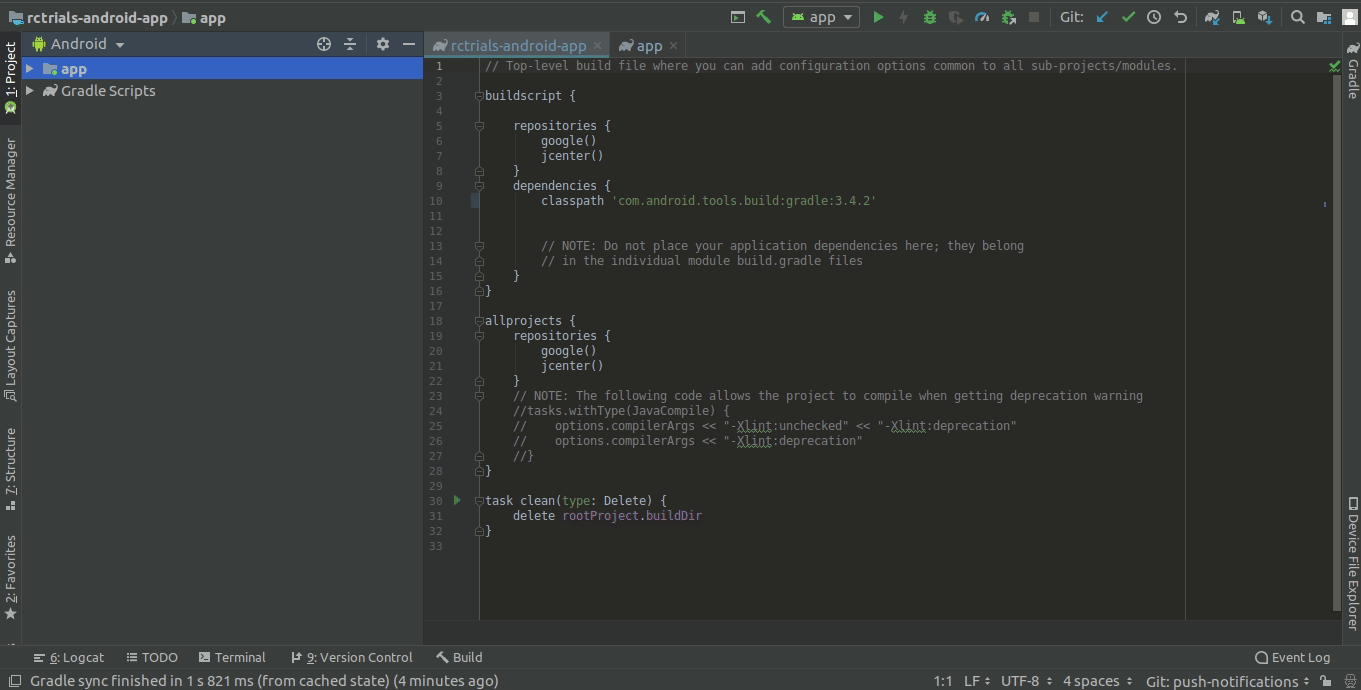 rctrials-android-app
app
app
Git:
1: Project
Resource Manager
Layout Captures
7: Structure
2: Favorites
Android
app
Gradle Scripts
rctrials-android-app
app
1 // Top-level build file where you can add configuration options common to all sub-projects/modules.
2
3 buildscript {
4
5 repositories {
6 google()
7 jcenter()
8 }
9 dependencies {
10 classpath 'com.android.tools.build:gradle:3.4.2'
11
12
13 // NOTE: Do not place your application dependencies here; they belong
14 // in the individual module build.gradle files
15 }
16 }
17
18 allprojects {
19 repositories {
20 google()
21 jcenter()
22 }
23 // NOTE: The following code allows the project to compile when getting deprecation warning
24 //tasks.withType(JavaCompile) {
25 // options.compilerArgs << "-Xlint:unchecked" << "-Xlint:deprecation"
26 // options.compilerArgs << "-Xlint:deprecation"
27 //}
28 }
29
30 task clean(type: Delete) {
31 delete rootProject.buildDir
32 }
33
Gradle
Device File Explorer
6: Logcat
TODO
Terminal
9: Version Control
Build
Event Log
Gradle sync finished in 1 s 821 ms (from cached state) (4 minutes ago)
1:1
LF
UTF-8
4 spaces
Git: push-notifications